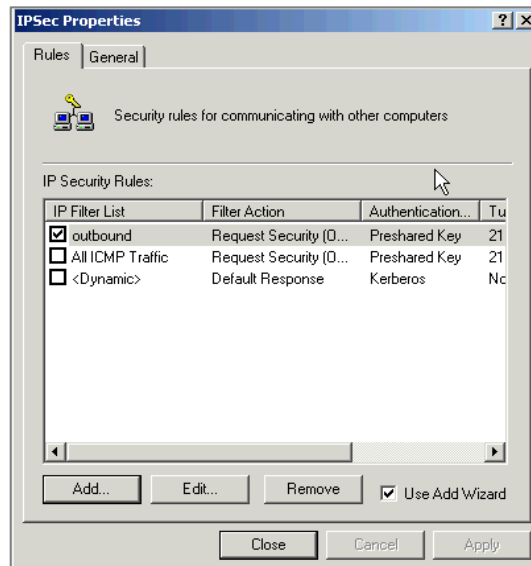 IPSec Properties
Rules General
Security rules for communicating with other computers
IP Security Rules:
IP Filter List Filter Action Authentication... Tu
outbound Request Security (O... Preshared Key 21
All ICMP Traffic Request Security (O... Preshared Key 21
<Dynamic> Default Response Kerberos No
Add... Edit... Remove Use Add Wizard
Close Cancel Apply